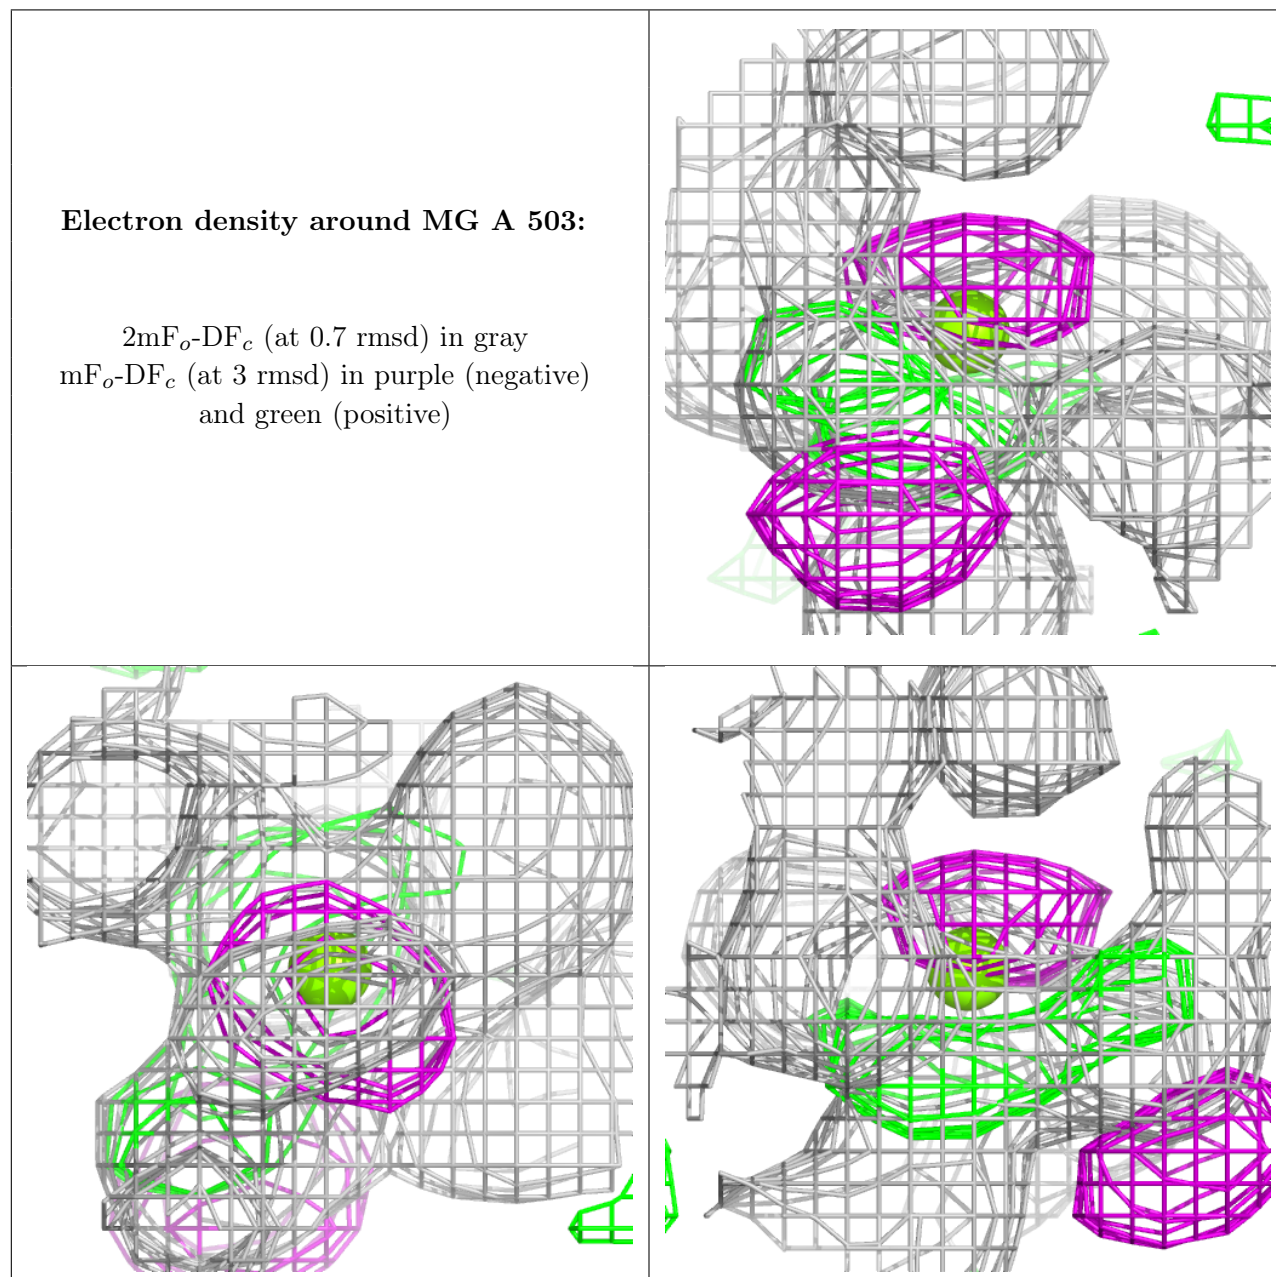 Electron density around MG A 503:
2mFo-DFc (at 0.7 rmsd) in gray
mFo-DFc (at 3 rmsd) in purple (negative)
and green (positive)